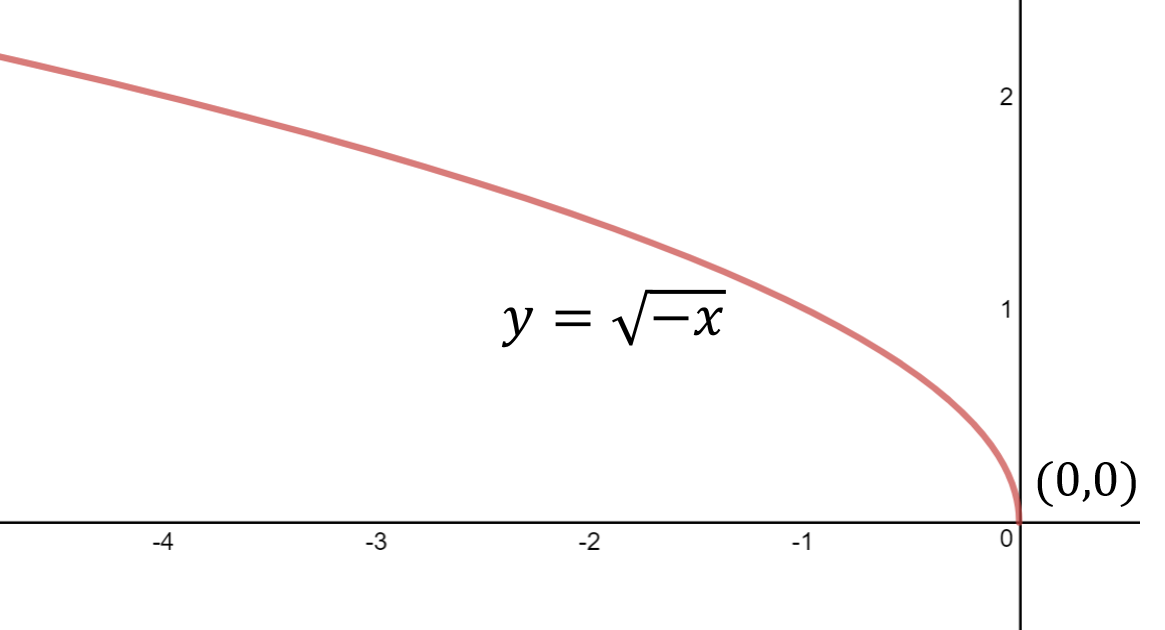 2
1
y = √−x
(0,0)
-4 -3 -2 -1 0